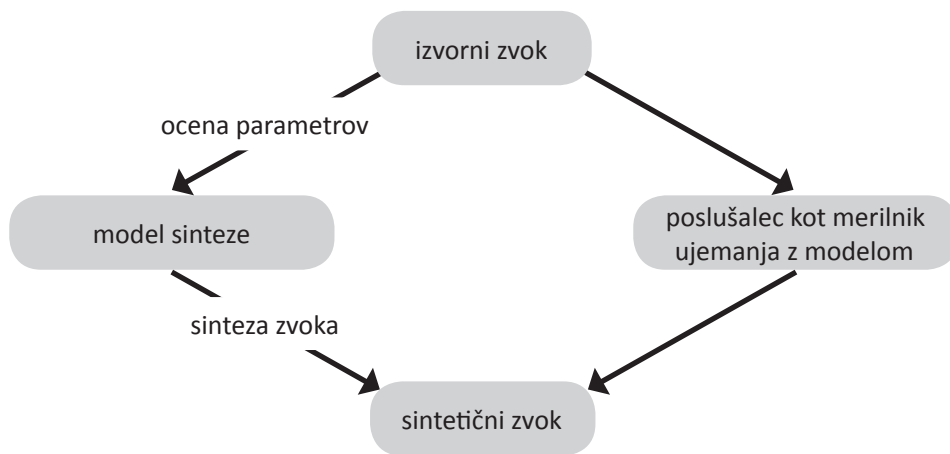 izvorni zvok
ocena parametrov
model sinteze
poslušalec kot merilnik
ujemanja z modelom
sinteza zvoka
sintetični zvok